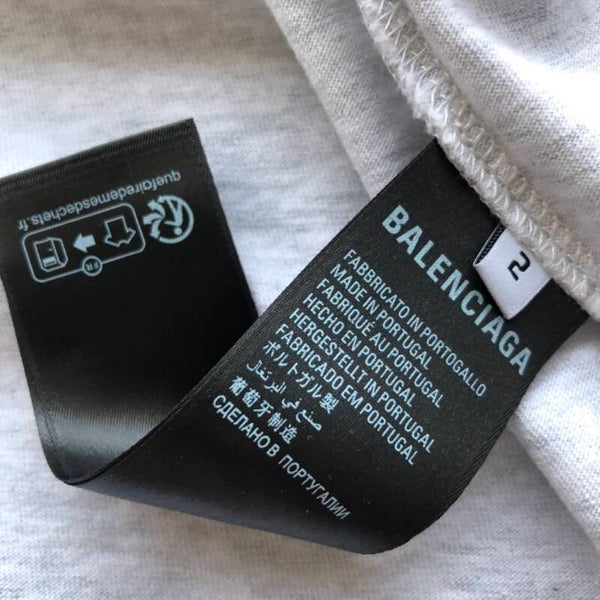 BALENCIAGA
2
FABBRICATO IN PORTOGALLO
MADE IN PORTUGAL
FABRIQUÉ AU PORTUGAL
HECHO EN PORTUGAL
HERGESTELLT IN PORTUGAL
FABRICADO EM PORTUGAL
ポルトガル製
صنع في البرتغال
葡萄牙制造
СДЕЛАНО В ПОРТУГАЛИИ
FR
quefairedemesdechets.fr